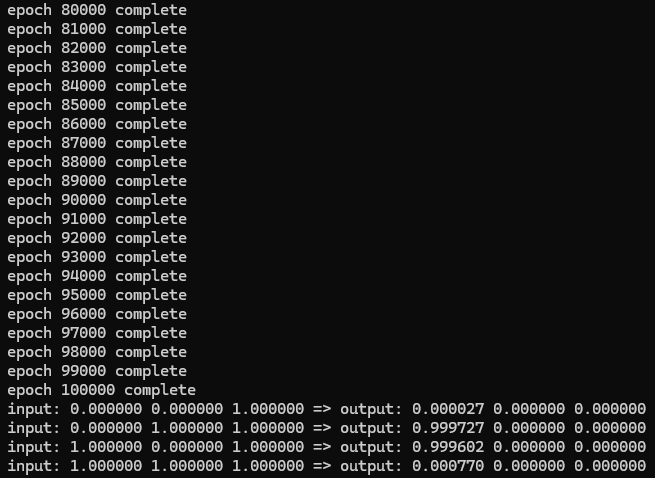 epoch 80000 complete
epoch 81000 complete
epoch 82000 complete
epoch 83000 complete
epoch 84000 complete
epoch 85000 complete
epoch 86000 complete
epoch 87000 complete
epoch 88000 complete
epoch 89000 complete
epoch 90000 complete
epoch 91000 complete
epoch 92000 complete
epoch 93000 complete
epoch 94000 complete
epoch 95000 complete
epoch 96000 complete
epoch 97000 complete
epoch 98000 complete
epoch 99000 complete
epoch 100000 complete
input: 0.000000 0.000000 1.000000 => output: 0.000027 0.000000 0.000000
input: 0.000000 1.000000 1.000000 => output: 0.999727 0.000000 0.000000
input: 1.000000 0.000000 1.000000 => output: 0.999602 0.000000 0.000000
input: 1.000000 1.000000 1.000000 => output: 0.000770 0.000000 0.000000